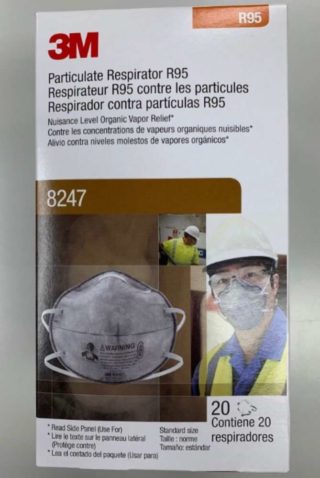 R95
3M
Particulate Respirator R95
Respirateur R95 contre les particules
Respirador contra partículas R95
Nuisance Level Organic Vapor Relief*
Contre les concentrations de vapeurs organiques nuisibles*
Alivio contra niveles molestos de vapores orgánicos*
8247
⚠WARNING
3M
* Read Side Panel (Use For)
* Lire le texte sur le panneau latéral
(Protége contre)
* Lea el costado del paquete (Usar para)
Standard size
Taille : norme
Tamaño: estándar
20
Contiene 20
respiradores